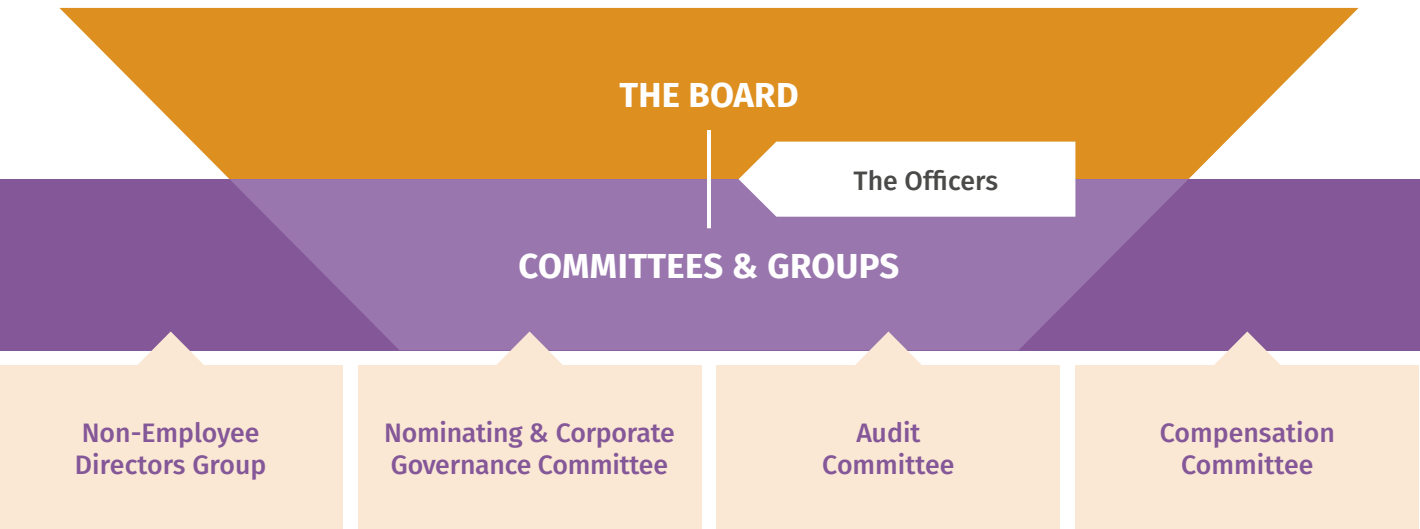 THE BOARD
The Officers
COMMITTEES & GROUPS
Non-Employee
Directors Group
Nominating & Corporate
Governance Committee
Audit
Committee
Compensation
Committee